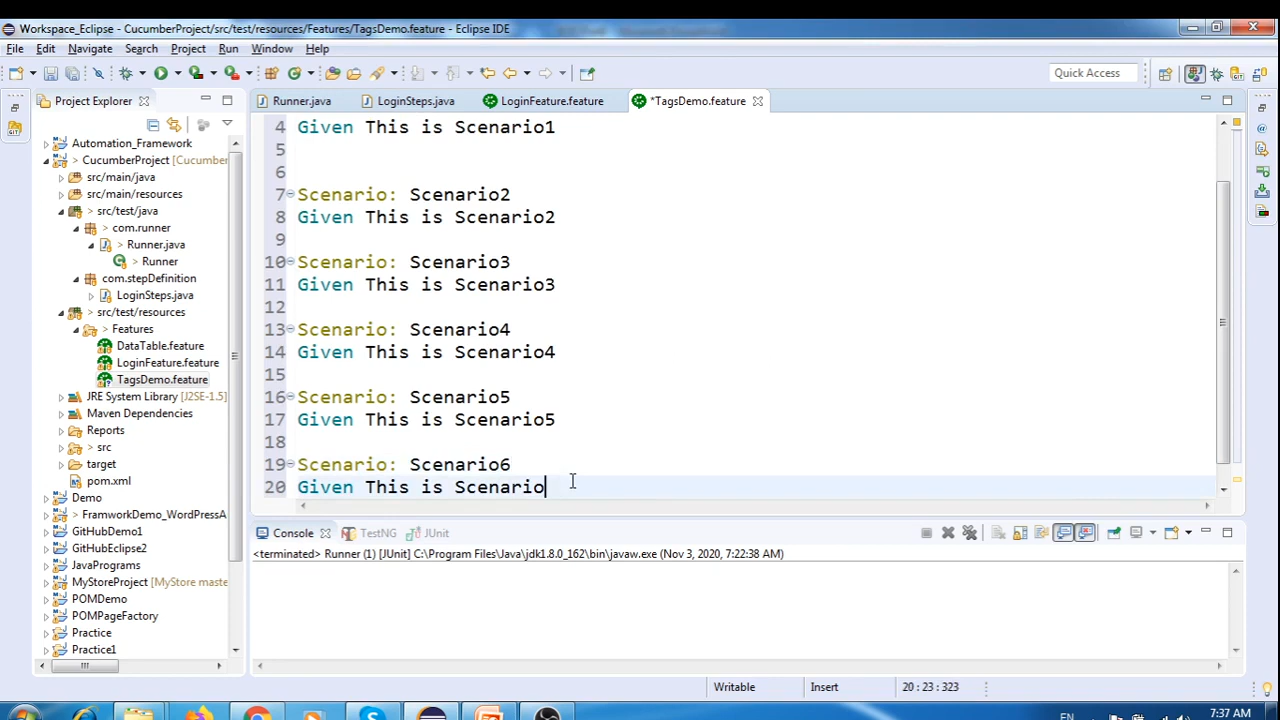 Workspace_Eclipse - CucumberProject/src/test/resources/Features/TagsDemo.feature - Eclipse IDE
File Edit Navigate Search Project Run Window Help
Quick Access
Project Explorer
Runner.java LoginSteps.java LoginFeature.feature *TagsDemo.feature
Automation_Framework
> CucumberProject [Cucumber
src/main/java
src/main/resources
src/test/java
> com.runner
> Runner.java
> Runner
com.stepDefinition
LoginSteps.java
src/test/resources
> Features
DataTable.feature
LoginFeature.feature
TagsDemo.feature
JRE System Library [J2SE-1.5]
Maven Dependencies
Reports
> src
target
pom.xml
Demo
> FramworkDemo_WordPressA
GitHubDemo1
GitHubEclipse2
JavaPrograms
MyStoreProject [MyStore maste
POMDemo
POMPageFactory
Practice
Practice1
4 Given This is Scenario1
5
6
7 Scenario: Scenario2
8 Given This is Scenario2
9
10 Scenario: Scenario3
11 Given This is Scenario3
12
13 Scenario: Scenario4
14 Given This is Scenario4
15
16 Scenario: Scenario5
17 Given This is Scenario5
18
19 Scenario: Scenario6
20 Given This is Scenario
Console TestNG JUnit
<terminated> Runner (1) [JUnit] C:\Program Files\Java\jdk1.8.0_162\bin\javaw.exe (Nov 3, 2020, 7:22:38 AM)
Writable Insert 20 : 23 : 323
EN 7:37 AM